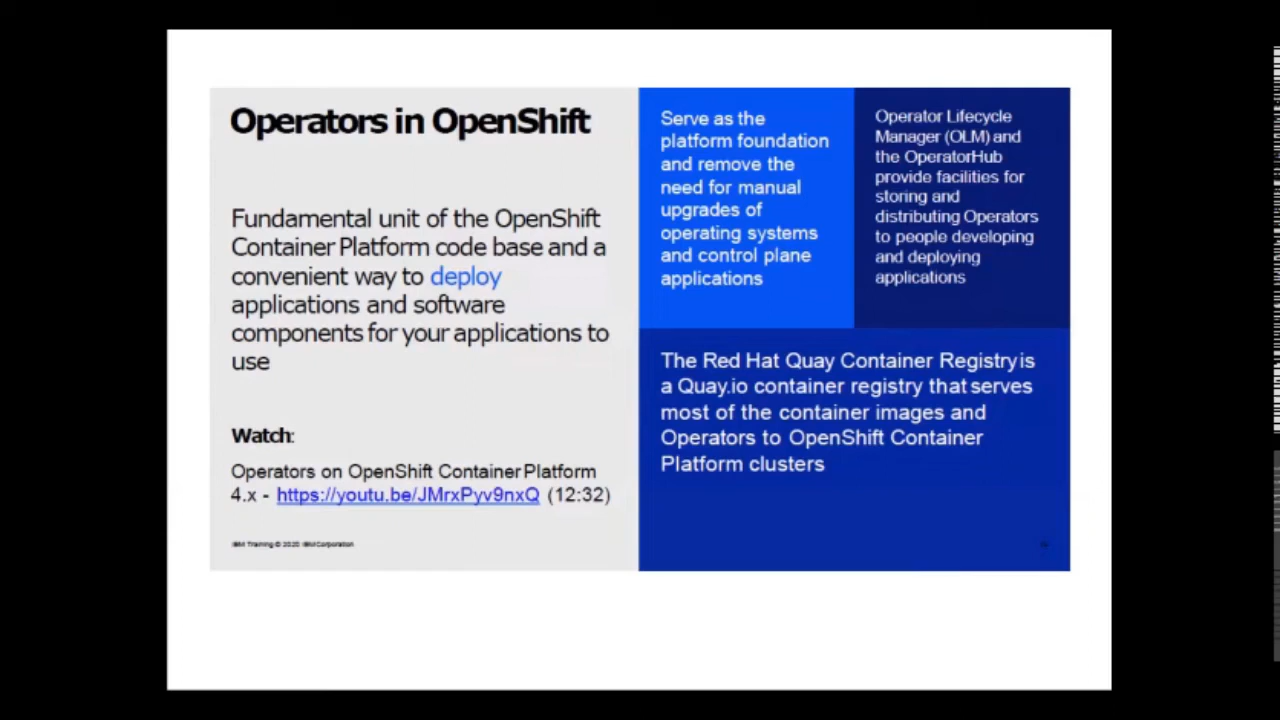 Operators in OpenShift
Fundamental unit of the OpenShift
Container Platform code base and a
convenient way to deploy
applications and software
components for your applications to
use
Watch:
Operators on OpenShift Container Platform
4.x - https://youtu.be/JMrxPyv9nxQ (12:32)
IBM Training © 2020 IBM Corporation
Serve as the
platform foundation
and remove the
need for manual
upgrades of
operating systems
and control plane
applications
Operator Lifecycle
Manager (OLM) and
the OperatorHub
provide facilities for
storing and
distributing Operators
to people developing
and deploying
applications
The Red Hat Quay Container Registry is
a Quay.io container registry that serves
most of the container images and
Operators to OpenShift Container
Platform clusters